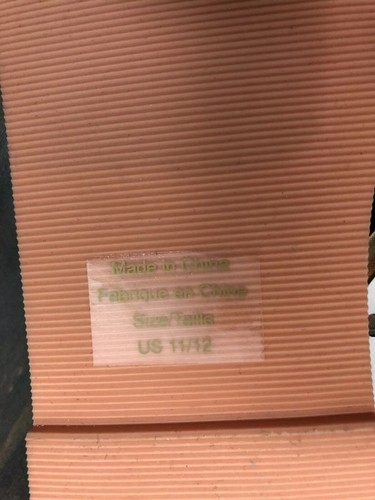 Made in China
Fabrique en Chine
Size/Taille
US 11/12